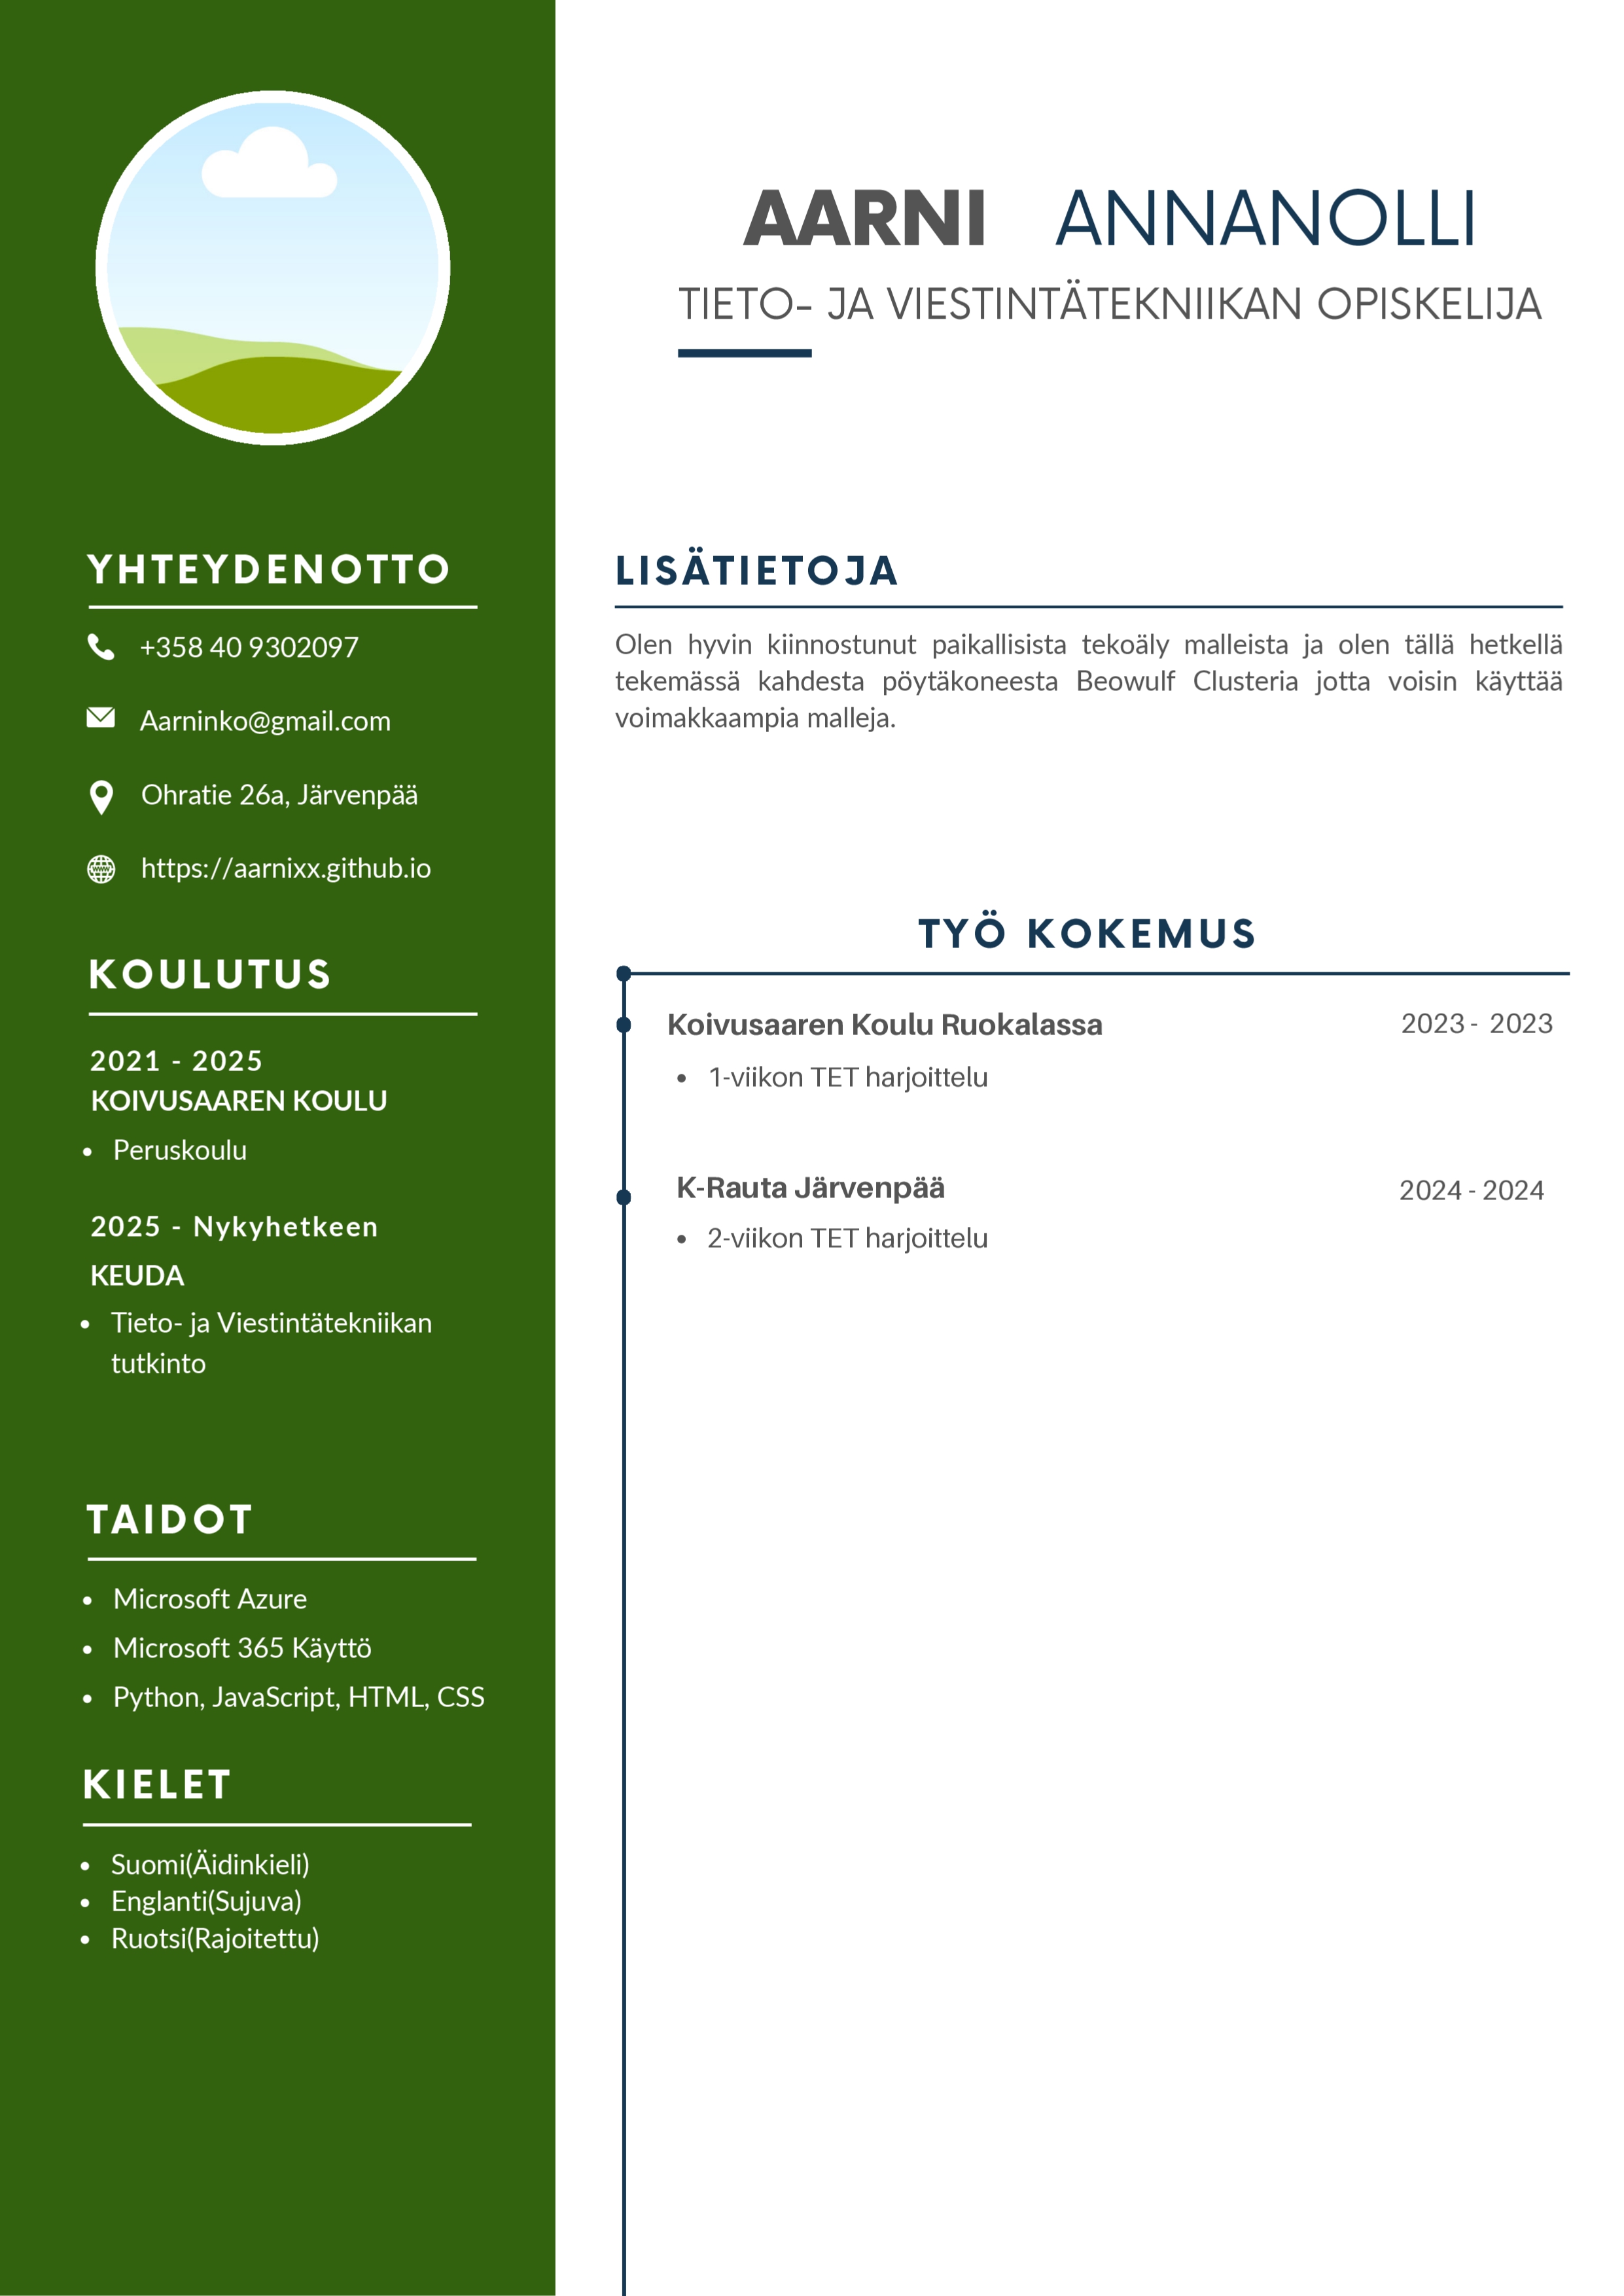 AARNI ANNANOLLI
TIETO- JA VIESTINTÄTEKNIIKAN OPISKELIJA
YHTEYDENOTTO
+358 40 9302097
Aarninko@gmail.com
Ohratie 26a, Järvenpää
https://aarnixx.github.io
KOULUTUS
2021 - 2025
KOIVUSAAREN KOULU
• Peruskoulu
2025 - Nykyhetkeen
KEUDA
• Tieto- ja Viestintätekniikan
tutkinto
TAIDOT
• Microsoft Azure
• Microsoft 365 Käyttö
• Python, JavaScript, HTML, CSS
KIELET
• Suomi(Äidinkieli)
• Englanti(Sujuva)
• Ruotsi(Rajoitettu)
LISÄTIETOJA
Olen hyvin kiinnostunut paikallisista tekoäly malleista ja olen tällä hetkellä
tekemässä kahdesta pöytäkoneesta Beowulf Clusteria jotta voisin käyttää
voimakkaampia malleja.
TYÖ KOKEMUS
Koivusaaren Koulu Ruokalassa 2023 - 2023
• 1-viikon TET harjoittelu
K-Rauta Järvenpää 2024 - 2024
• 2-viikon TET harjoittelu